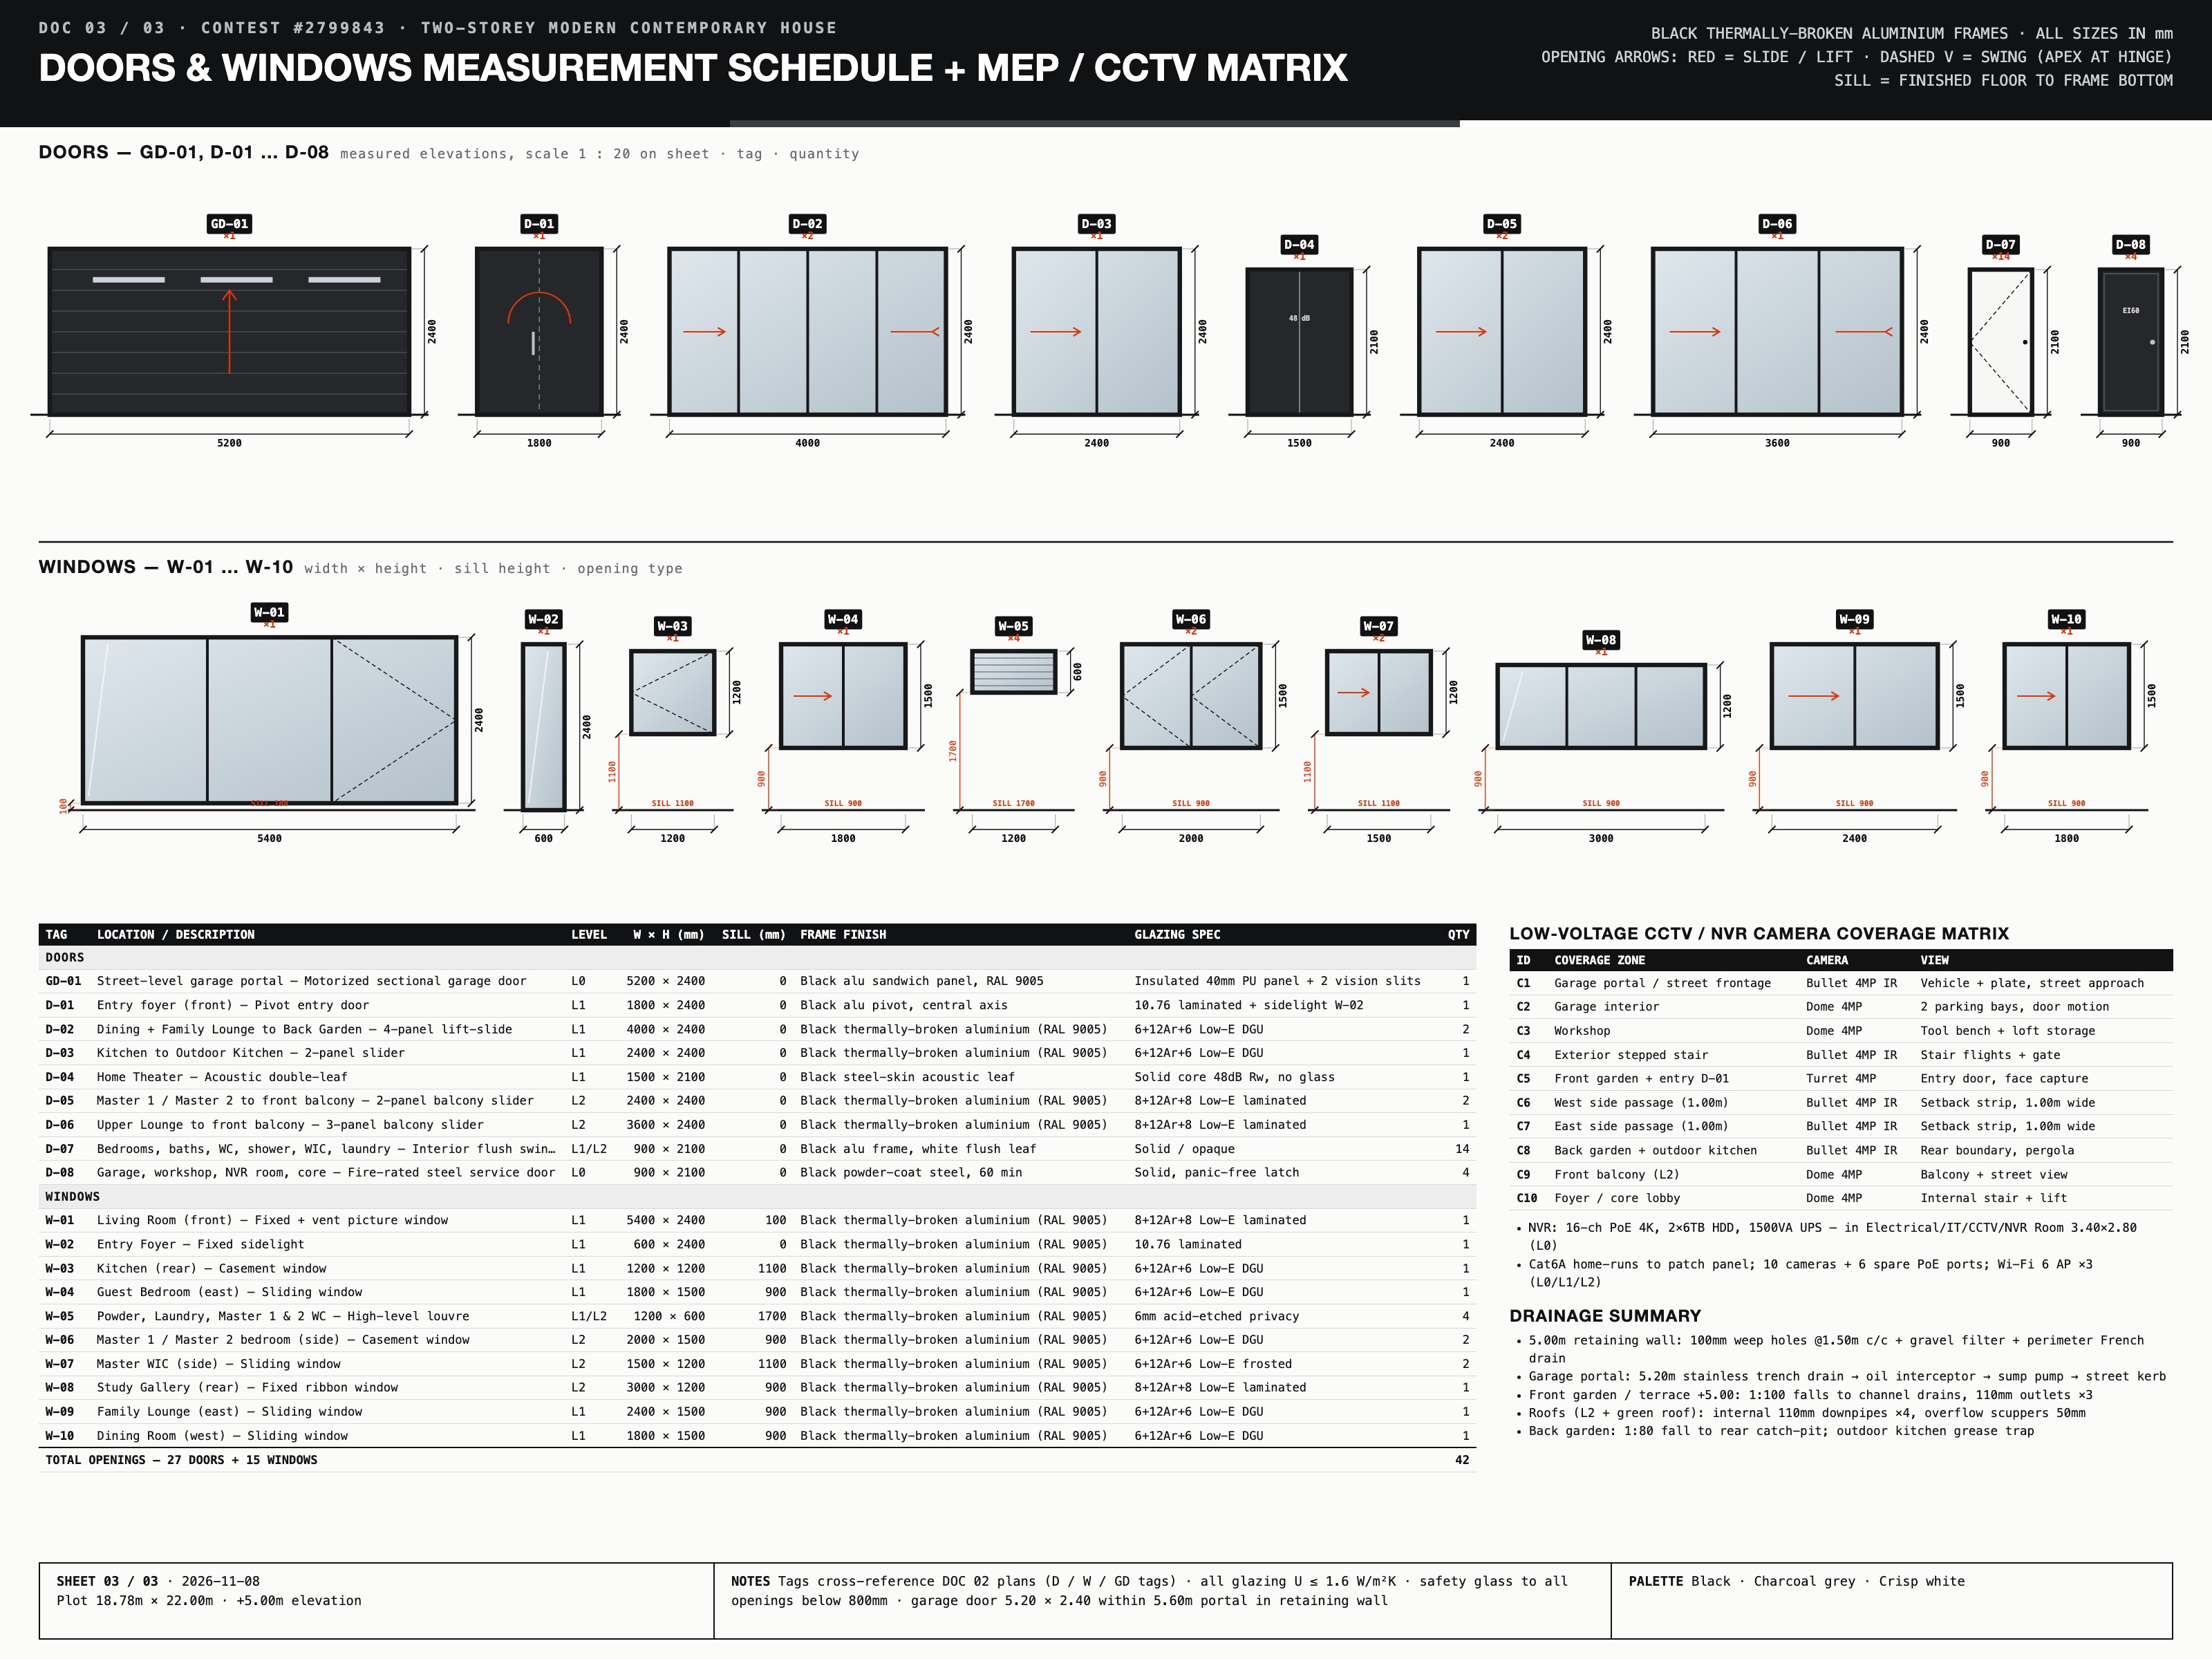 DOC 03 / 03 · CONTEST #2799843 · TWO-STOREY MODERN CONTEMPORARY HOUSE
DOORS & WINDOWS MEASUREMENT SCHEDULE + MEP / CCTV MATRIX
BLACK THERMALLY-BROKEN ALUMINIUM FRAMES · ALL SIZES IN mm
OPENING ARROWS: RED = SLIDE / LIFT · DASHED V = SWING (APEX AT HINGE)
SILL = FINISHED FLOOR TO FRAME BOTTOM
DOORS — GD-01, D-01 … D-08 measured elevations, scale 1 : 20 on sheet · tag · quantity
GD-01 D-01 D-02 D-03 D-04 D-05 D-06 D-07 D-08
×1 ×1 ×2 ×1 ×1 ×2 ×1 ×14 ×4
48 dB EI60
2400 2400 2400 2400 2100 2400 2400 2100 2100
5200 1800 4000 2400 1500 2400 3600 900 900
WINDOWS — W-01 … W-10 width × height · sill height · opening type
W-01 W-02 W-03 W-04 W-05 W-06 W-07 W-08 W-09 W-10
×1 ×1 ×1 ×1 ×4 ×2 ×2 ×1 ×1 ×1
2400 2400 1200 1500 600 1500 1200 1200 1500 1500
100 1100 900 1700 900 1100 900 900 900
SILL 100 SILL 1100 SILL 900 SILL 1700 SILL 900 SILL 1100 SILL 900 SILL 900 SILL 900
5400 600 1200 1800 1200 2000 1500 3000 2400 1800
TAG LOCATION / DESCRIPTION LEVEL W × H (mm) SILL (mm) FRAME FINISH GLAZING SPEC QTY
DOORS
GD-01 Street-level garage portal — Motorized sectional garage door L0 5200 × 2400 0 Black alu sandwich panel, RAL 9005 Insulated 40mm PU panel + 2 vision slits 1
D-01 Entry foyer (front) — Pivot entry door L1 1800 × 2400 0 Black alu pivot, central axis 10.76 laminated + sidelight W-02 1
D-02 Dining + Family Lounge to Back Garden — 4-panel lift-slide L1 4000 × 2400 0 Black thermally-broken aluminium (RAL 9005) 6+12Ar+6 Low-E DGU 2
D-03 Kitchen to Outdoor Kitchen — 2-panel slider L1 2400 × 2400 0 Black thermally-broken aluminium (RAL 9005) 6+12Ar+6 Low-E DGU 1
D-04 Home Theater — Acoustic double-leaf L1 1500 × 2100 0 Black steel-skin acoustic leaf Solid core 48dB Rw, no glass 1
D-05 Master 1 / Master 2 to front balcony — 2-panel balcony slider L2 2400 × 2400 0 Black thermally-broken aluminium (RAL 9005) 8+12Ar+8 Low-E laminated 2
D-06 Upper Lounge to front balcony — 3-panel balcony slider L2 3600 × 2400 0 Black thermally-broken aluminium (RAL 9005) 8+12Ar+8 Low-E laminated 1
D-07 Bedrooms, baths, WC, shower, WIC, laundry — Interior flush swin… L1/L2 900 × 2100 0 Black alu frame, white flush leaf Solid / opaque 14
D-08 Garage, workshop, NVR room, core — Fire-rated steel service door L0 900 × 2100 0 Black powder-coat steel, 60 min Solid, panic-free latch 4
WINDOWS
W-01 Living Room (front) — Fixed + vent picture window L1 5400 × 2400 100 Black thermally-broken aluminium (RAL 9005) 8+12Ar+8 Low-E laminated 1
W-02 Entry Foyer — Fixed sidelight L1 600 × 2400 0 Black thermally-broken aluminium (RAL 9005) 10.76 laminated 1
W-03 Kitchen (rear) — Casement window L1 1200 × 1200 1100 Black thermally-broken aluminium (RAL 9005) 6+12Ar+6 Low-E DGU 1
W-04 Guest Bedroom (east) — Sliding window L1 1800 × 1500 900 Black thermally-broken aluminium (RAL 9005) 6+12Ar+6 Low-E DGU 1
W-05 Powder, Laundry, Master 1 & 2 WC — High-level louvre L1/L2 1200 × 600 1700 Black thermally-broken aluminium (RAL 9005) 6mm acid-etched privacy 4
W-06 Master 1 / Master 2 bedroom (side) — Casement window L2 2000 × 1500 900 Black thermally-broken aluminium (RAL 9005) 6+12Ar+6 Low-E DGU 2
W-07 Master WIC (side) — Sliding window L2 1500 × 1200 1100 Black thermally-broken aluminium (RAL 9005) 6+12Ar+6 Low-E frosted 2
W-08 Study Gallery (rear) — Fixed ribbon window L2 3000 × 1200 900 Black thermally-broken aluminium (RAL 9005) 8+12Ar+8 Low-E laminated 1
W-09 Family Lounge (east) — Sliding window L1 2400 × 1500 900 Black thermally-broken aluminium (RAL 9005) 6+12Ar+6 Low-E DGU 1
W-10 Dining Room (west) — Sliding window L1 1800 × 1500 900 Black thermally-broken aluminium (RAL 9005) 6+12Ar+6 Low-E DGU 1
TOTAL OPENINGS — 27 DOORS + 15 WINDOWS 42
LOW-VOLTAGE CCTV / NVR CAMERA COVERAGE MATRIX
ID COVERAGE ZONE CAMERA VIEW
C1 Garage portal / street frontage Bullet 4MP IR Vehicle + plate, street approach
C2 Garage interior Dome 4MP 2 parking bays, door motion
C3 Workshop Dome 4MP Tool bench + loft storage
C4 Exterior stepped stair Bullet 4MP IR Stair flights + gate
C5 Front garden + entry D-01 Turret 4MP Entry door, face capture
C6 West side passage (1.00m) Bullet 4MP IR Setback strip, 1.00m wide
C7 East side passage (1.00m) Bullet 4MP IR Setback strip, 1.00m wide
C8 Back garden + outdoor kitchen Bullet 4MP IR Rear boundary, pergola
C9 Front balcony (L2) Dome 4MP Balcony + street view
C10 Foyer / core lobby Dome 4MP Internal stair + lift
• NVR: 16-ch PoE 4K, 2×6TB HDD, 1500VA UPS — in Electrical/IT/CCTV/NVR Room 3.40×2.80
(L0)
• Cat6A home-runs to patch panel; 10 cameras + 6 spare PoE ports; Wi-Fi 6 AP ×3
(L0/L1/L2)
DRAINAGE SUMMARY
• 5.00m retaining wall: 100mm weep holes @1.50m c/c + gravel filter + perimeter French
drain
• Garage portal: 5.20m stainless trench drain → oil interceptor → sump pump → street kerb
• Front garden / terrace +5.00: 1:100 falls to channel drains, 110mm outlets ×3
• Roofs (L2 + green roof): internal 110mm downpipes ×4, overflow scuppers 50mm
• Back garden: 1:80 fall to rear catch-pit; outdoor kitchen grease trap
SHEET 03 / 03 · 2026-11-08
Plot 18.78m × 22.00m · +5.00m elevation
NOTES Tags cross-reference DOC 02 plans (D / W / GD tags) · all glazing U ≤ 1.6 W/m²K · safety glass to all
openings below 800mm · garage door 5.20 × 2.40 within 5.60m portal in retaining wall
PALETTE Black · Charcoal grey · Crisp white